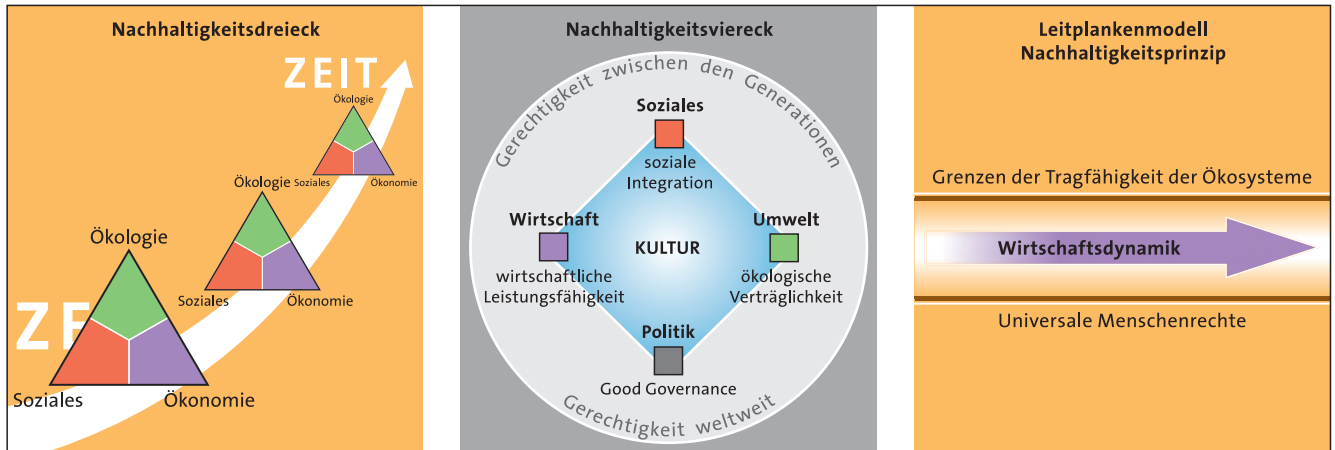 Nachhaltigkeitsdreieck
ZEIT
Ökologie
Soziales
Ökonomie
Ökologie
Soziales
Ökonomie
ZE
Ökologie
Soziales
Ökonomie
Nachhaltigkeitsviereck
Gerechtigkeit zwischen den Generationen
Soziales
soziale
Integration
Wirtschaft
wirtschaftliche
Leistungsfähigkeit
KULTUR
Umwelt
ökologische
Verträglichkeit
Politik
Good Governance
Gerechtigkeit weltweit
Leitplankenmodell
Nachhaltigkeitsprinzip
Grenzen der Tragfähigkeit der Ökosysteme
Wirtschaftsdynamik
Universale Menschenrechte